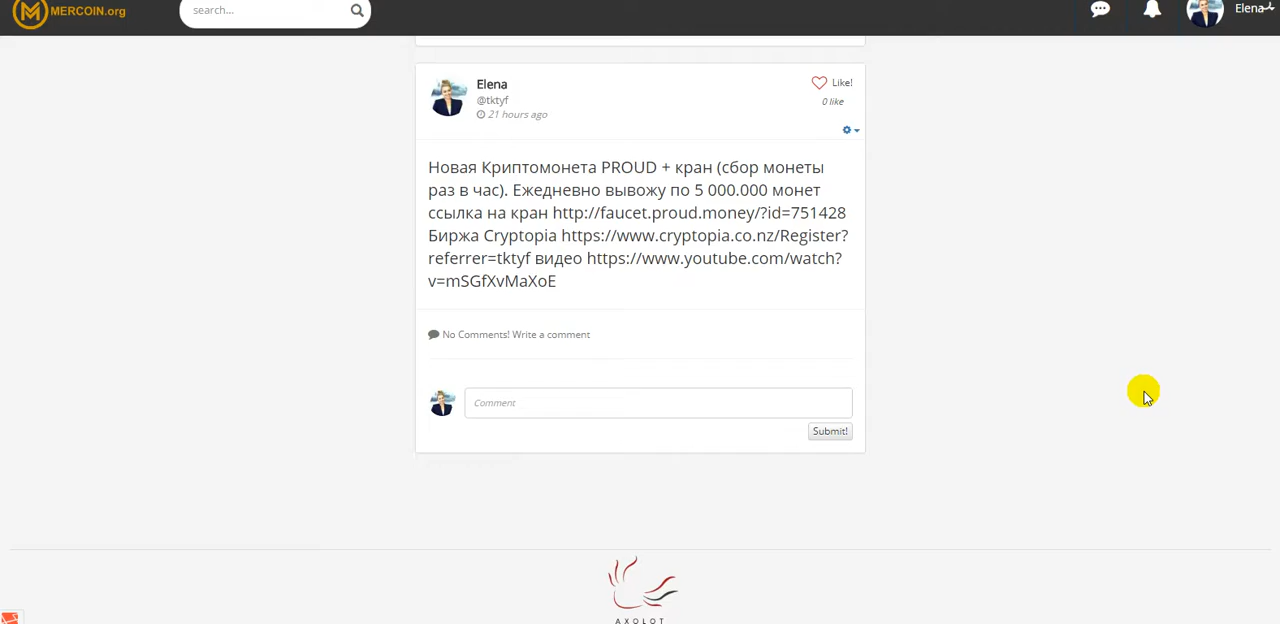 MERCOIN.org
search...
Elena
Elena
@tktyf
21 hours ago
Like!
0 like
Новая Криптомонета PROUD + кран (сбор монеты
раз в час). Ежедневно вывожу по 5 000.000 монет
ссылка на кран http://faucet.proud.money/?id=751428
Биржа Cryptopia https://www.cryptopia.co.nz/Register?
referrer=tktyf видео https://www.youtube.com/watch?
v=mSGfXvMaXoE
No Comments! Write a comment
Comment
Submit!
AXOLOT